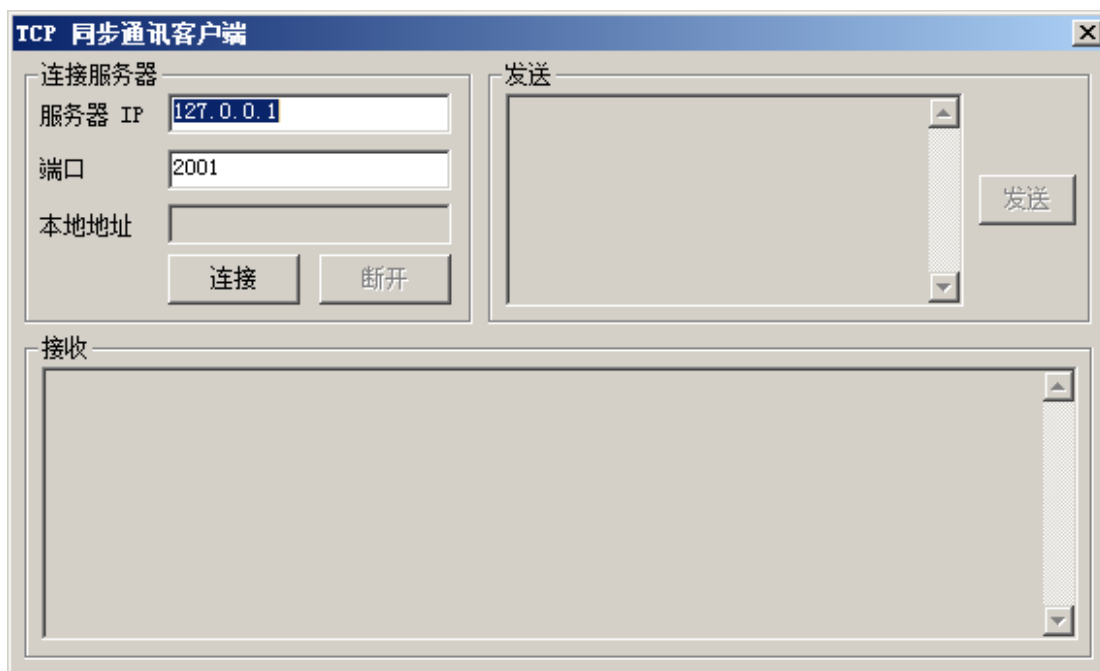 TCP 同步通讯客户端
连接服务器
服务器 IP 127.0.0.1
端口 2001
本地地址
连接 断开
发送
发送
接收